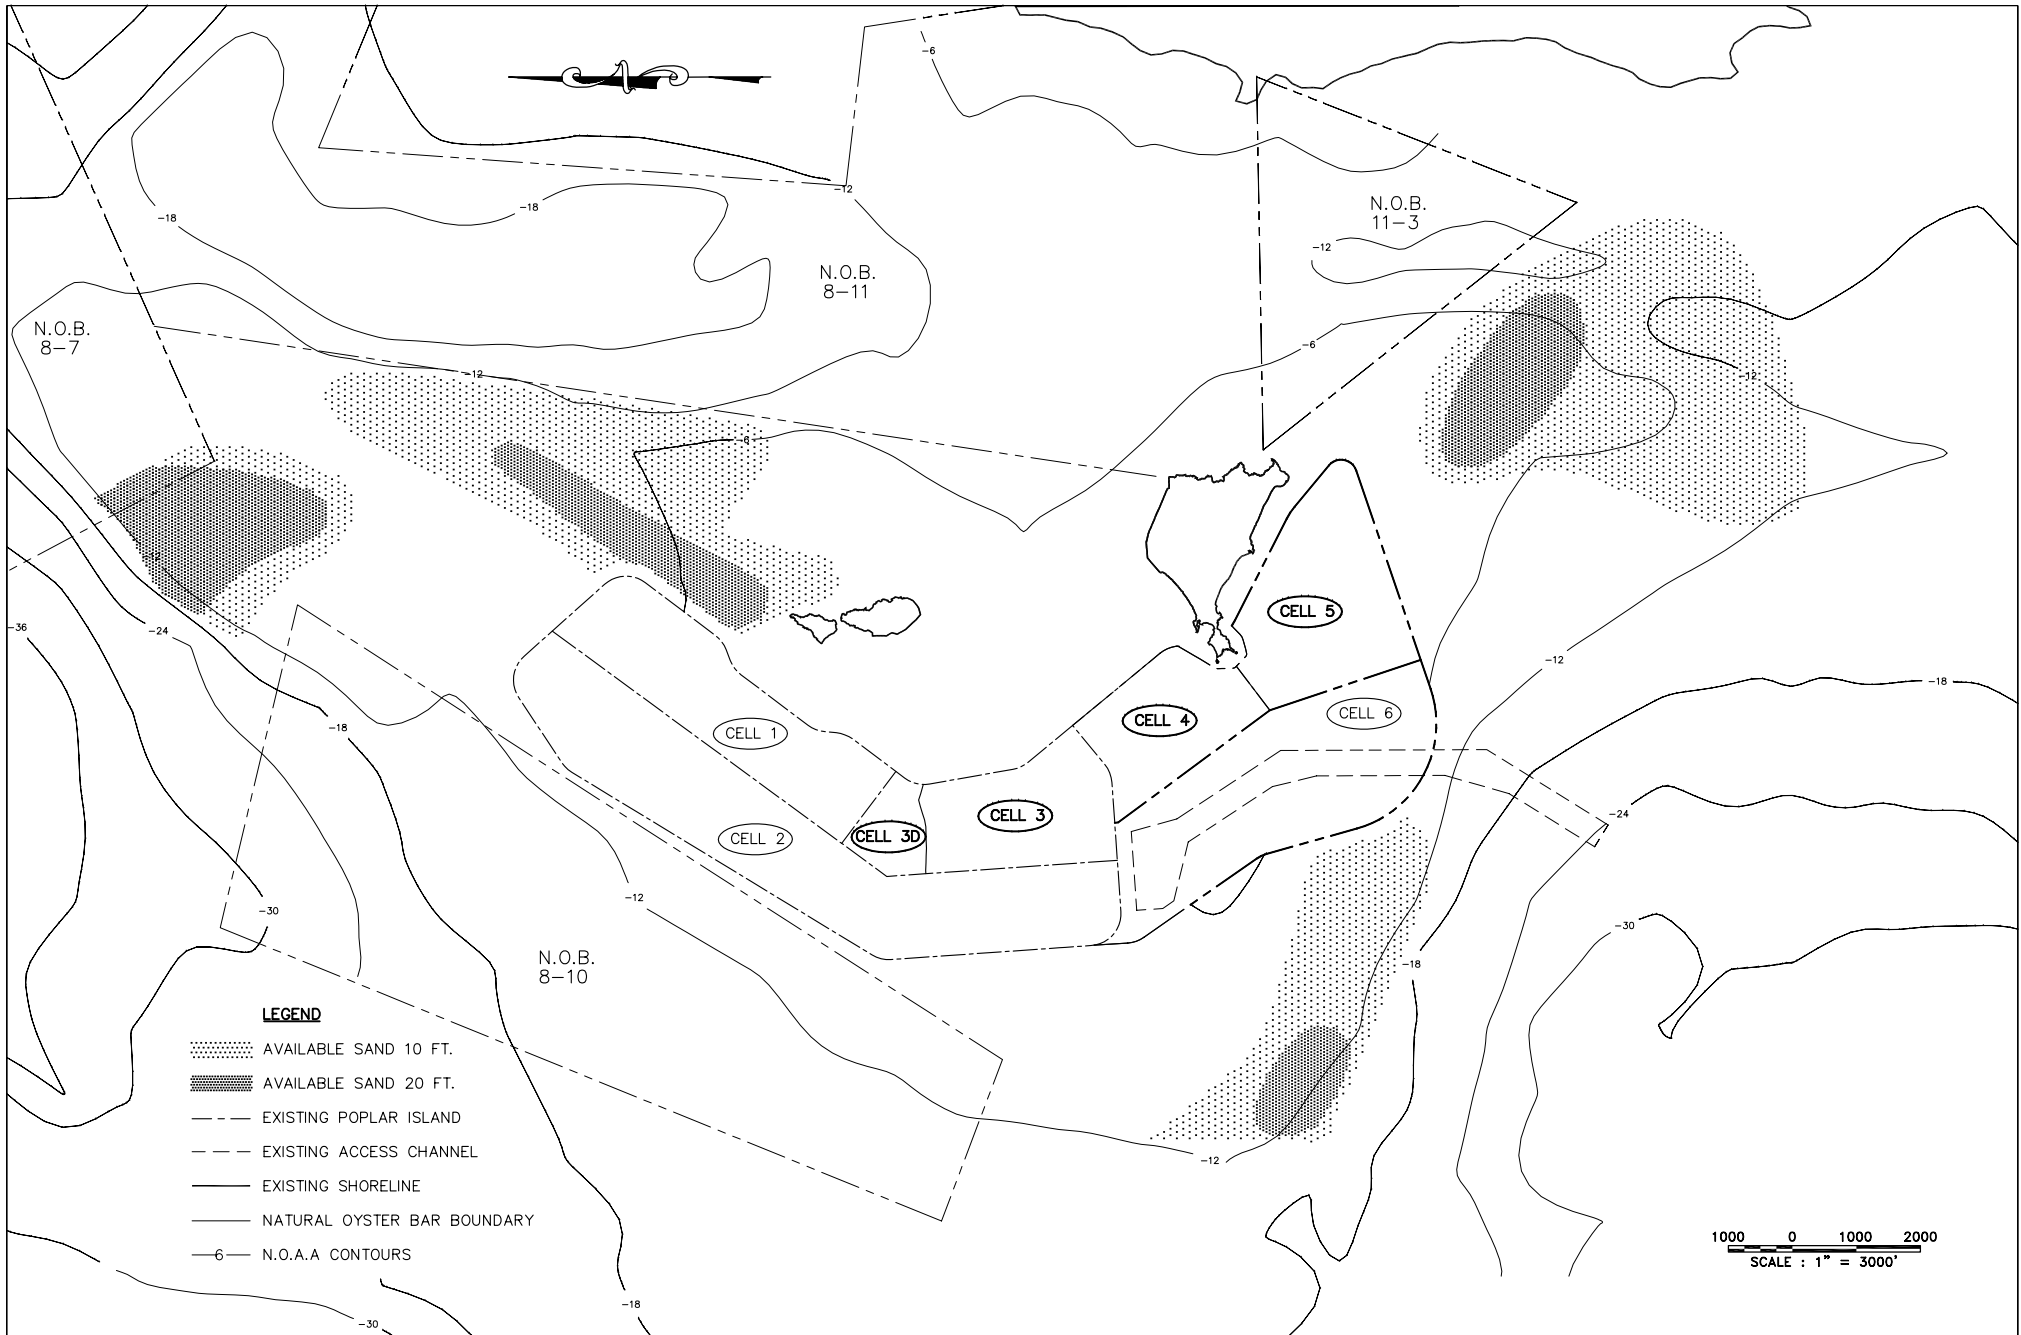 -6
-12
-18
-18
N.O.B.
11-3
-12
N.O.B.
8-11
N.O.B.
8-7
-6
-12
-12
-6
-12
CELL 5
-36
-24
-12
-18
CELL 4
CELL 6
-18
CELL 1
CELL 3
-24
CELL 2
CELL 3D
-12
-30
-30
N.O.B.
8-10
-18
LEGEND
AVAILABLE SAND 10 FT.
AVAILABLE SAND 20 FT.
EXISTING POPLAR ISLAND
EXISTING ACCESS CHANNEL
-12
EXISTING SHORELINE
NATURAL OYSTER BAR BOUNDARY
6 N.O.A.A CONTOURS
1000 0 1000 2000
SCALE : 1" = 3000'
-18
-30